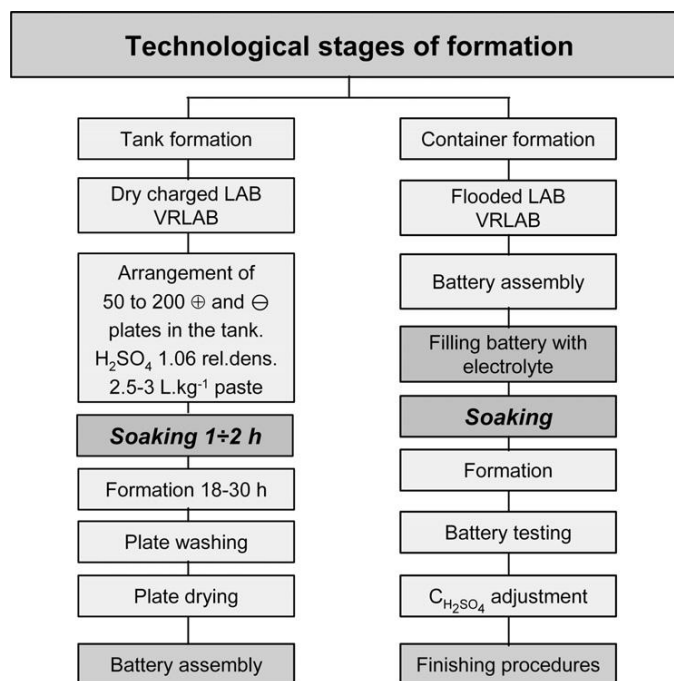 Technological stages of formation
Tank formation
Dry charged LAB
VRLAB
Arrangement of
50 to 200 ⊕ and ⊖
plates in the tank.
H₂SO₄ 1.06 rel.dens.
2.5-3 L.kg⁻¹ paste
Soaking 1÷2 h
Formation 18-30 h
Plate washing
Plate drying
Battery assembly
Container formation
Flooded LAB
VRLAB
Battery assembly
Filling battery with
electrolyte
Soaking
Formation
Battery testing
C_H₂SO₄ adjustment
Finishing procedures